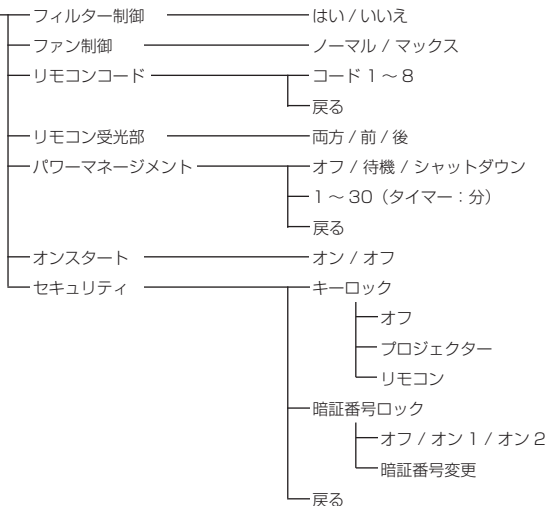 フィルター制御 はい / いいえ
ファン制御 ノーマル / マックス
リモコンコード コード 1 ～ 8
戻る
リモコン受光部 両方 / 前 / 後
パワーマネージメント オフ / 待機 / シャットダウン
1 ～ 30（タイマー：分）
戻る
オンスタート オン / オフ
セキュリティ キーロック
オフ
プロジェクター
リモコン
暗証番号ロック
オフ / オン 1 / オン 2
暗証番号変更
戻る